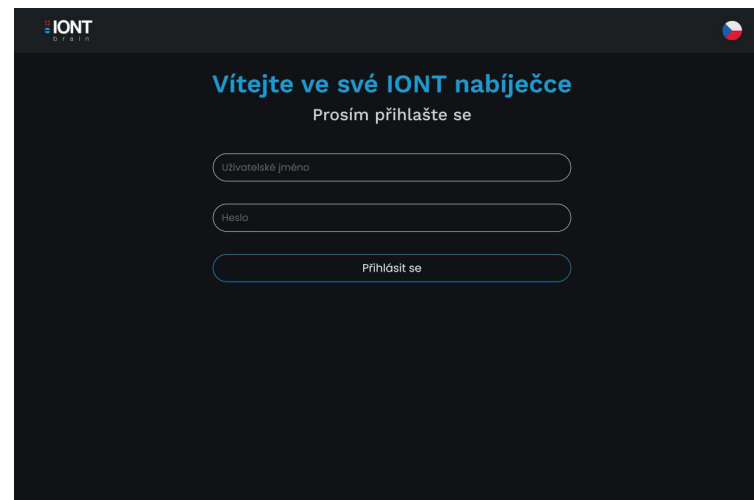 IONT
brain
Vítejte ve své IONT nabíječce
Prosím přihlašte se
Uživatelské jméno
Heslo
Přihlásit se